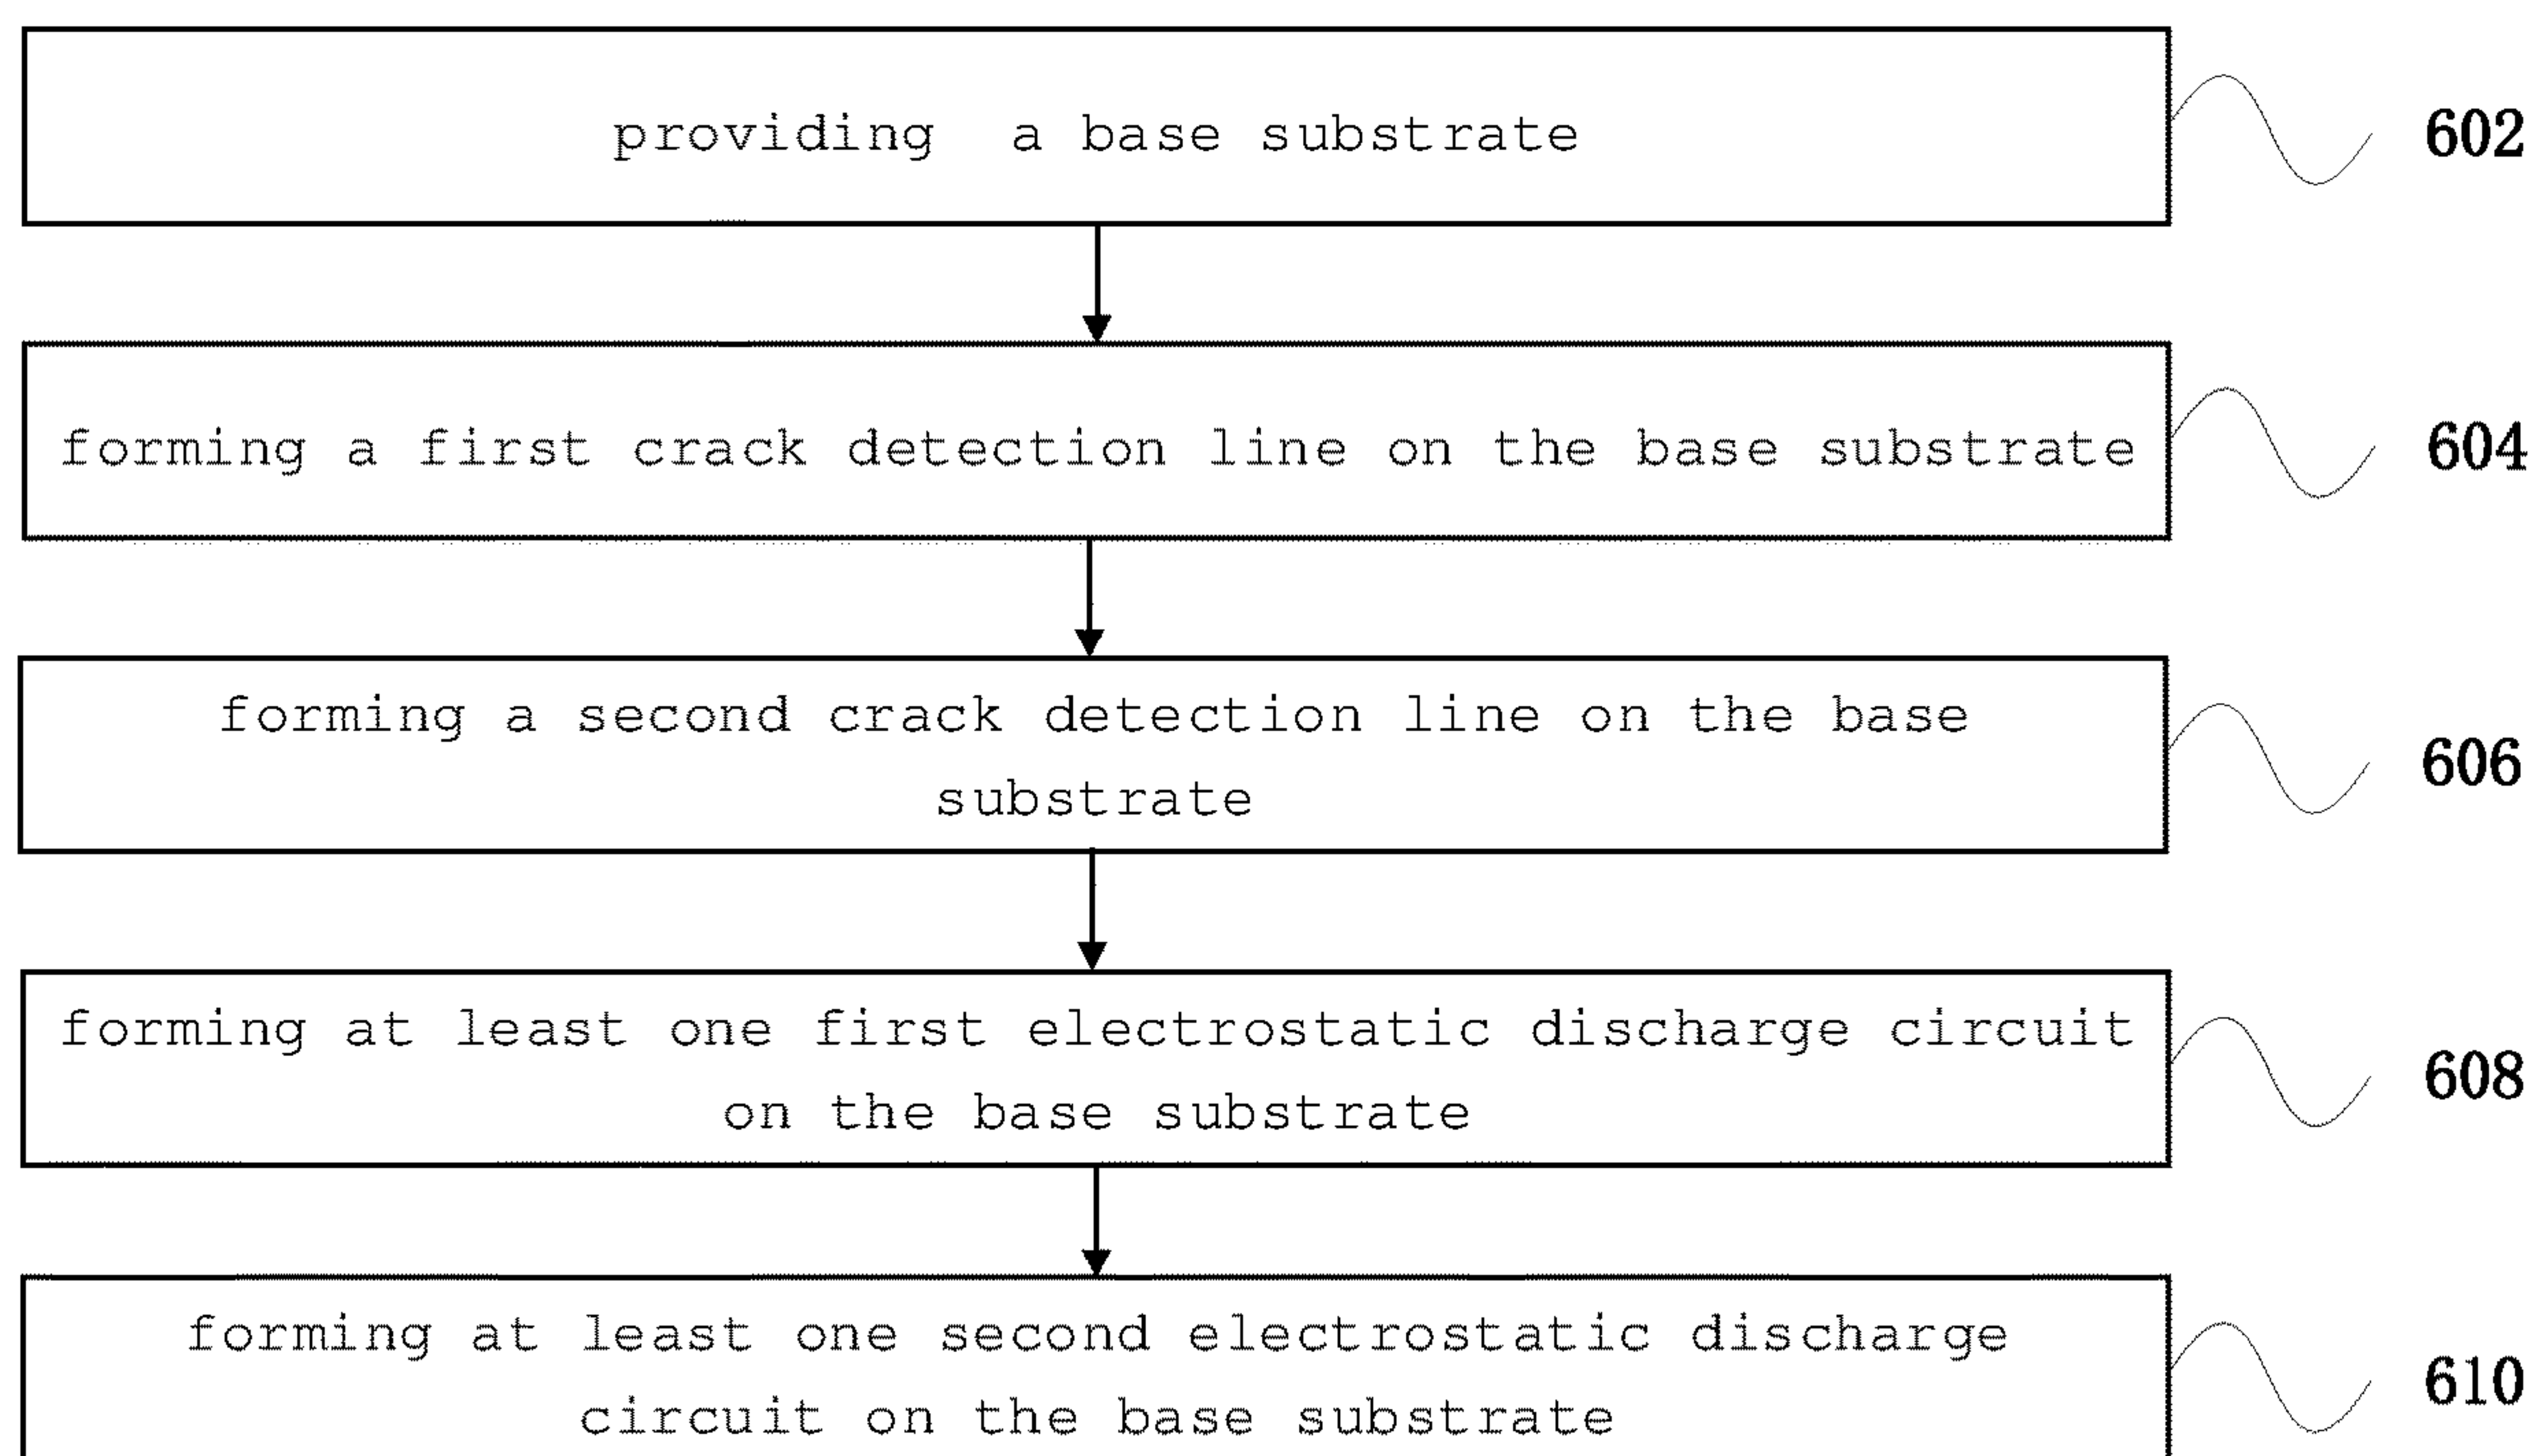 providing a base substrate
602
forming a first crack detection line on the base substrate
604
forming a second crack detection line on the base
substrate
606
forming at least one first electrostatic discharge circuit
on the base substrate
608
forming at least one second electrostatic discharge
circuit on the base substrate
610